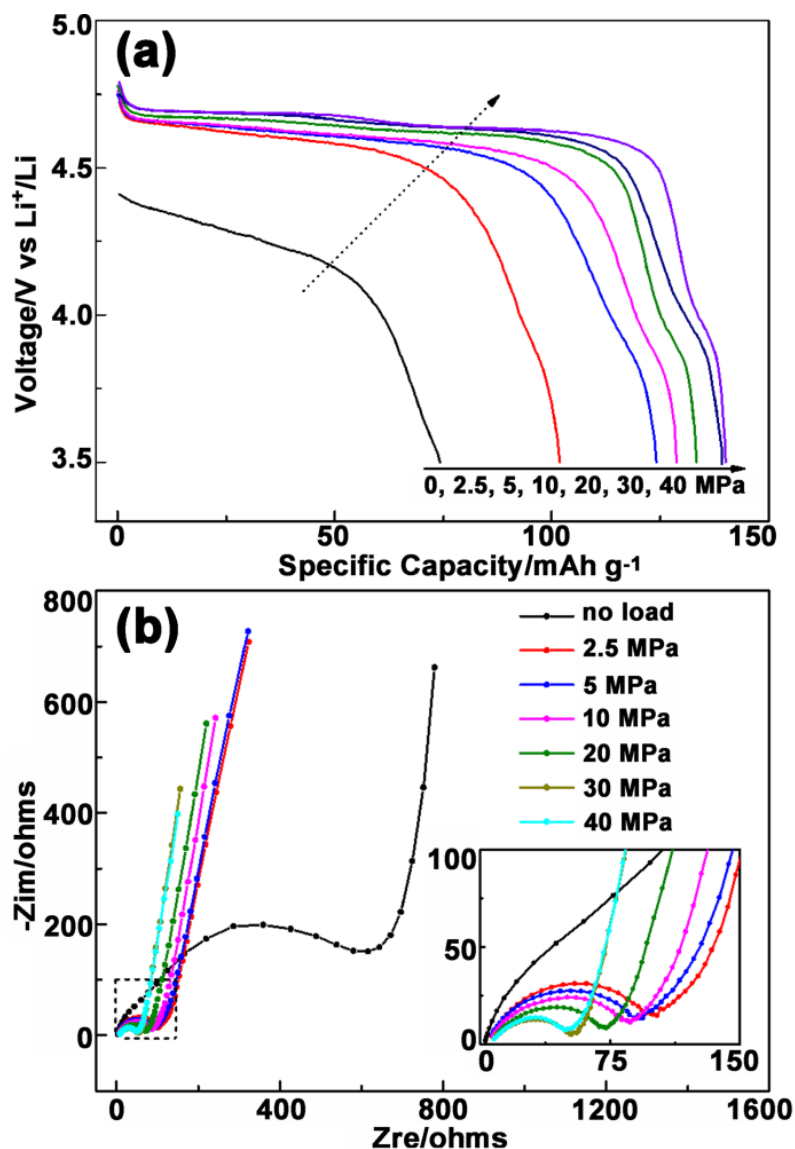 (a)
5.0
4.5
4.0
3.5
Voltage/V vs Li⁺/Li
0, 2.5, 5, 10, 20, 30, 40 MPa
0 50 100 150
Specific Capacity/mAh g⁻¹
(b)
800
600
400
200
0
-Zim/ohms
no load
2.5 MPa
5 MPa
10 MPa
20 MPa
30 MPa
40 MPa
100
50
0
0 75 150
0 400 800 1200 1600
Zre/ohms